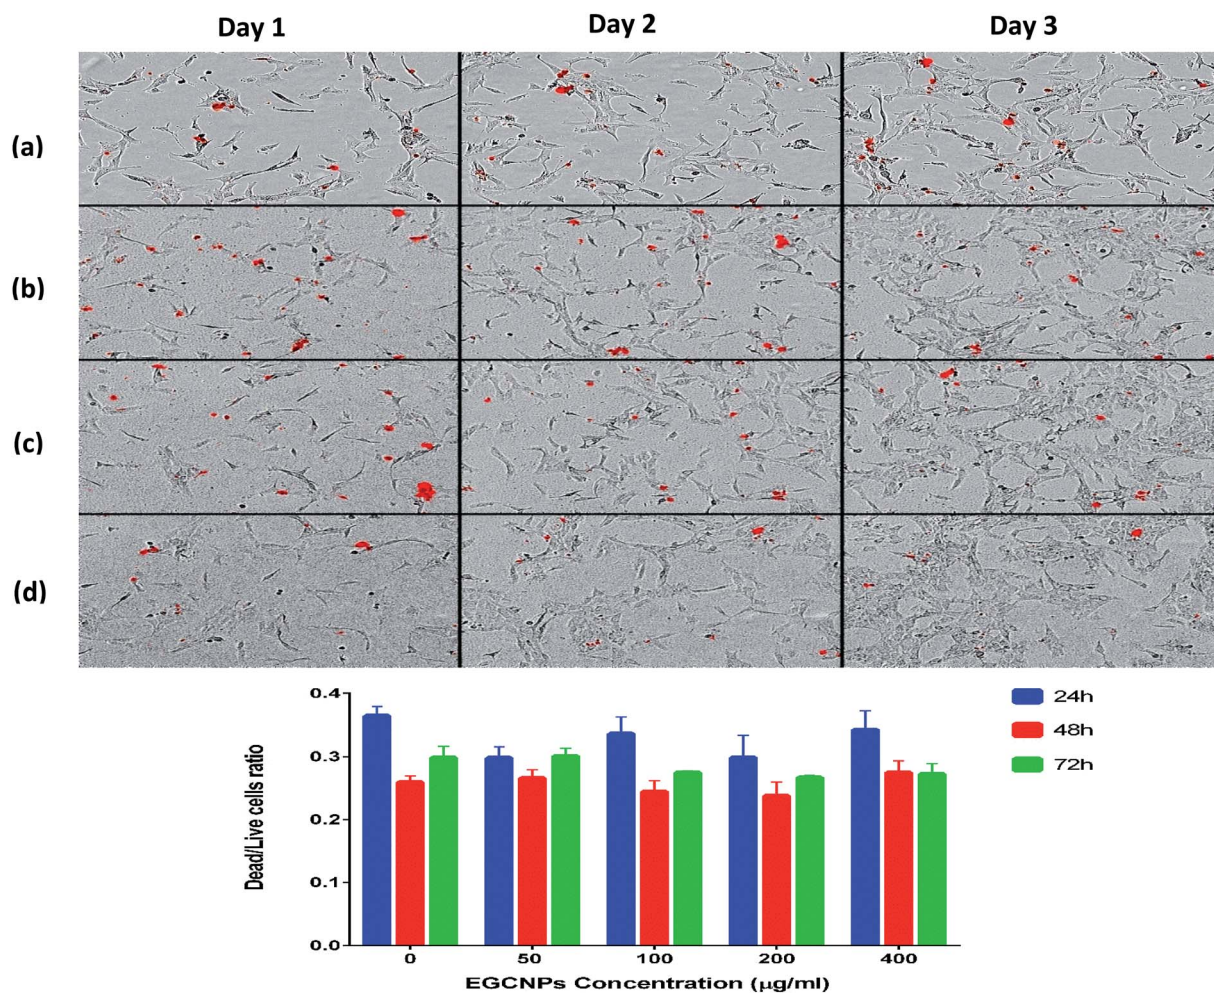 Day 1 Day 2 Day 3
(a)
(b)
(c)
(d)
0.4
0.3
0.2
0.1
0.0
Dead/Live cells ratio
0 50 100 200 400
EGCNPs Concentration (μg/ml)
24h
48h
72h